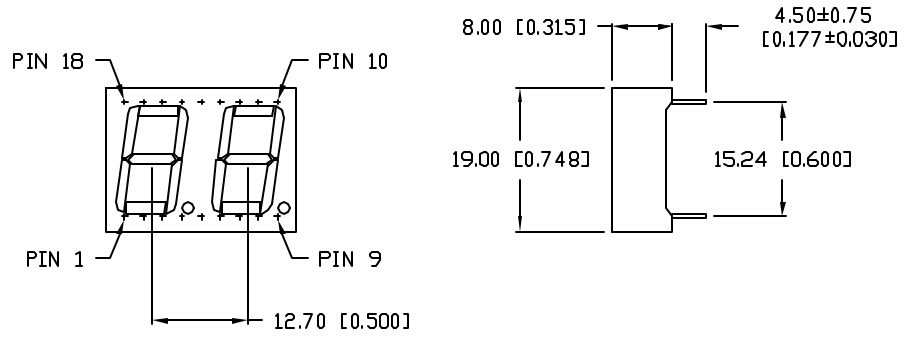 8.00 [0.315]
4.50±0.75
[0.177±0.030]
PIN 18
PIN 10
19.00 [0.748]
15.24 [0.600]
PIN 1
PIN 9
12.70 [0.500]